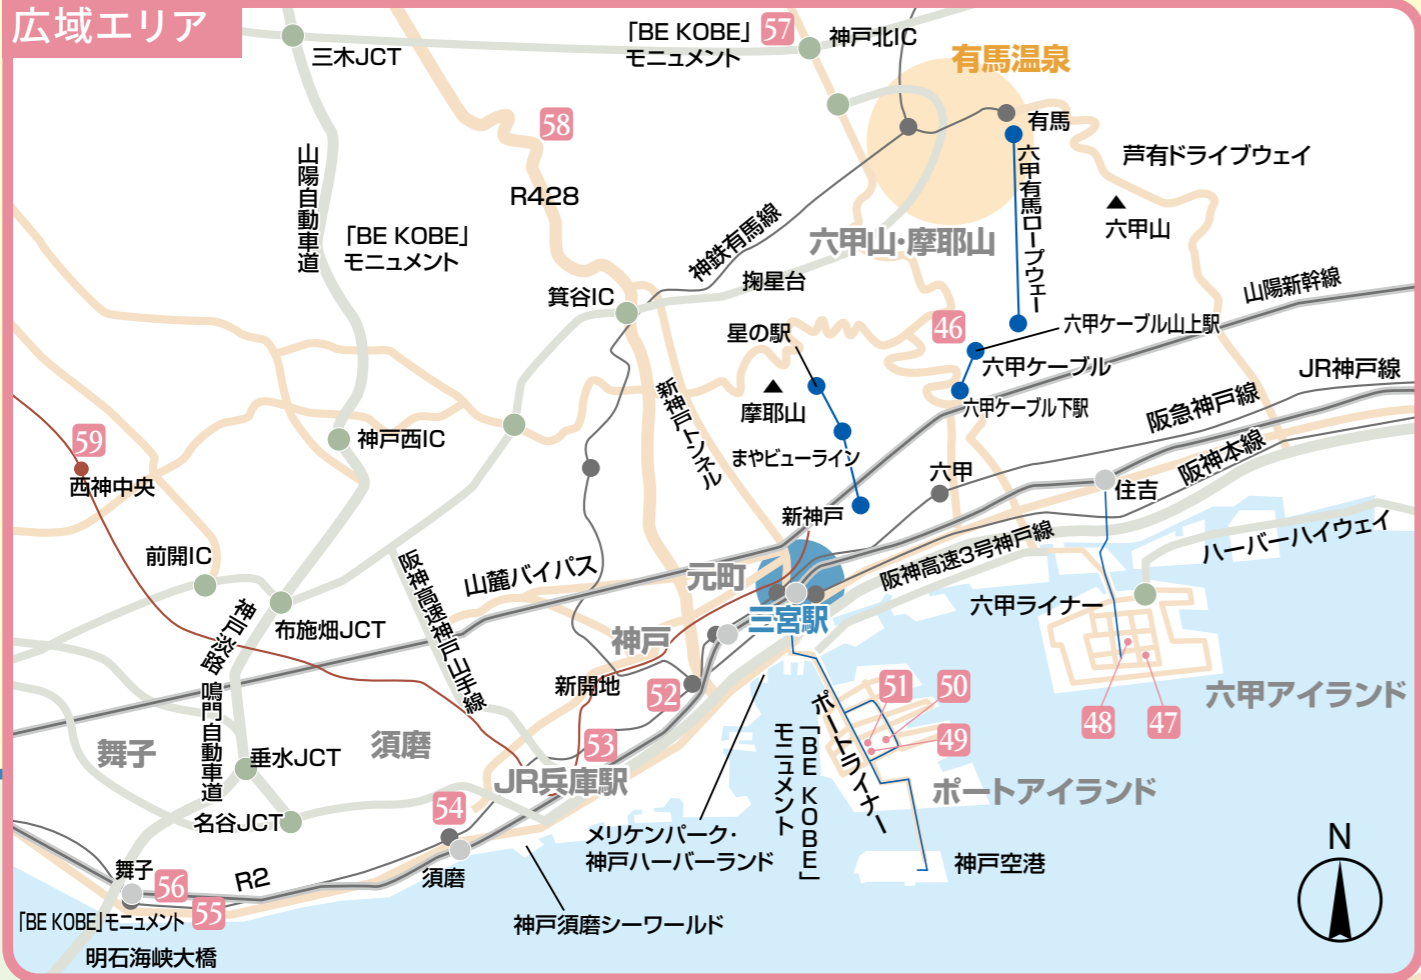 広域エリア
三木JCT
「BE KOBE」
モニュメント
57
神戸北IC
有馬温泉
58
有馬
芦有ドライブウェイ
山陽自動車道
六甲有馬ロープウェー
R428
六甲山
「BE KOBE」
モニュメント
神鉄有馬線
六甲山・摩耶山
掬星台
山陽新幹線
箕谷IC
星の駅
46
六甲ケーブル山上駅
六甲ケーブル
JR神戸線
摩耶山
六甲ケーブル下駅
新神戸トンネル
阪急神戸線
59
神戸西IC
まやビューライン
阪神本線
西神中央
六甲
住吉
新神戸
ハーバーハイウェイ
前開IC
阪神高速神戸山手線
山麓バイパス
元町
阪神高速3号神戸線
神戸淡路鳴門自動車道
布施畑JCT
神戸
三宮駅
六甲ライナー
新開地
52
51
50
六甲アイランド
48
47
ポートライナー
「BE KOBE」
モニュメント
49
舞子
須磨
53
垂水JCT
JR兵庫駅
ポートアイランド
54
名谷JCT
メリケンパーク・
神戸ハーバーランド
N
舞子
56
R2
須磨
神戸空港
「BE KOBE」モニュメント
55
神戸須磨シーワールド
明石海峡大橋